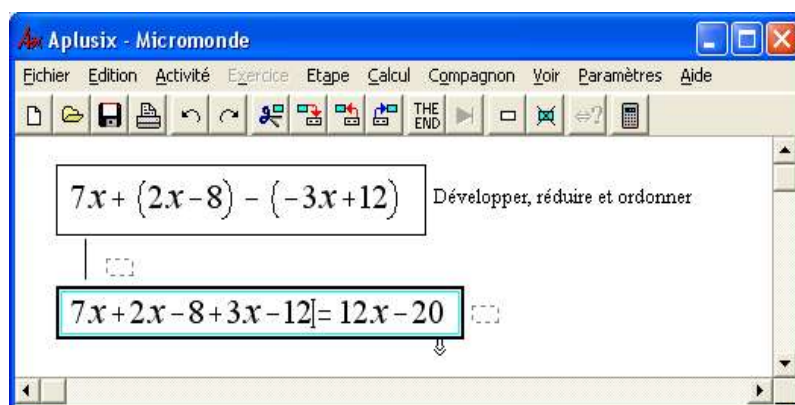 Aplusix - Micromonde
Fichier Edition Activité Exercice Etape Calcul Compagnon Voir Paramètres Aide
THE END ⇔?
7x + (2x-8) - (-3x+12) Développer, réduire et ordonner
7x+2x-8+3x-12=12x-20